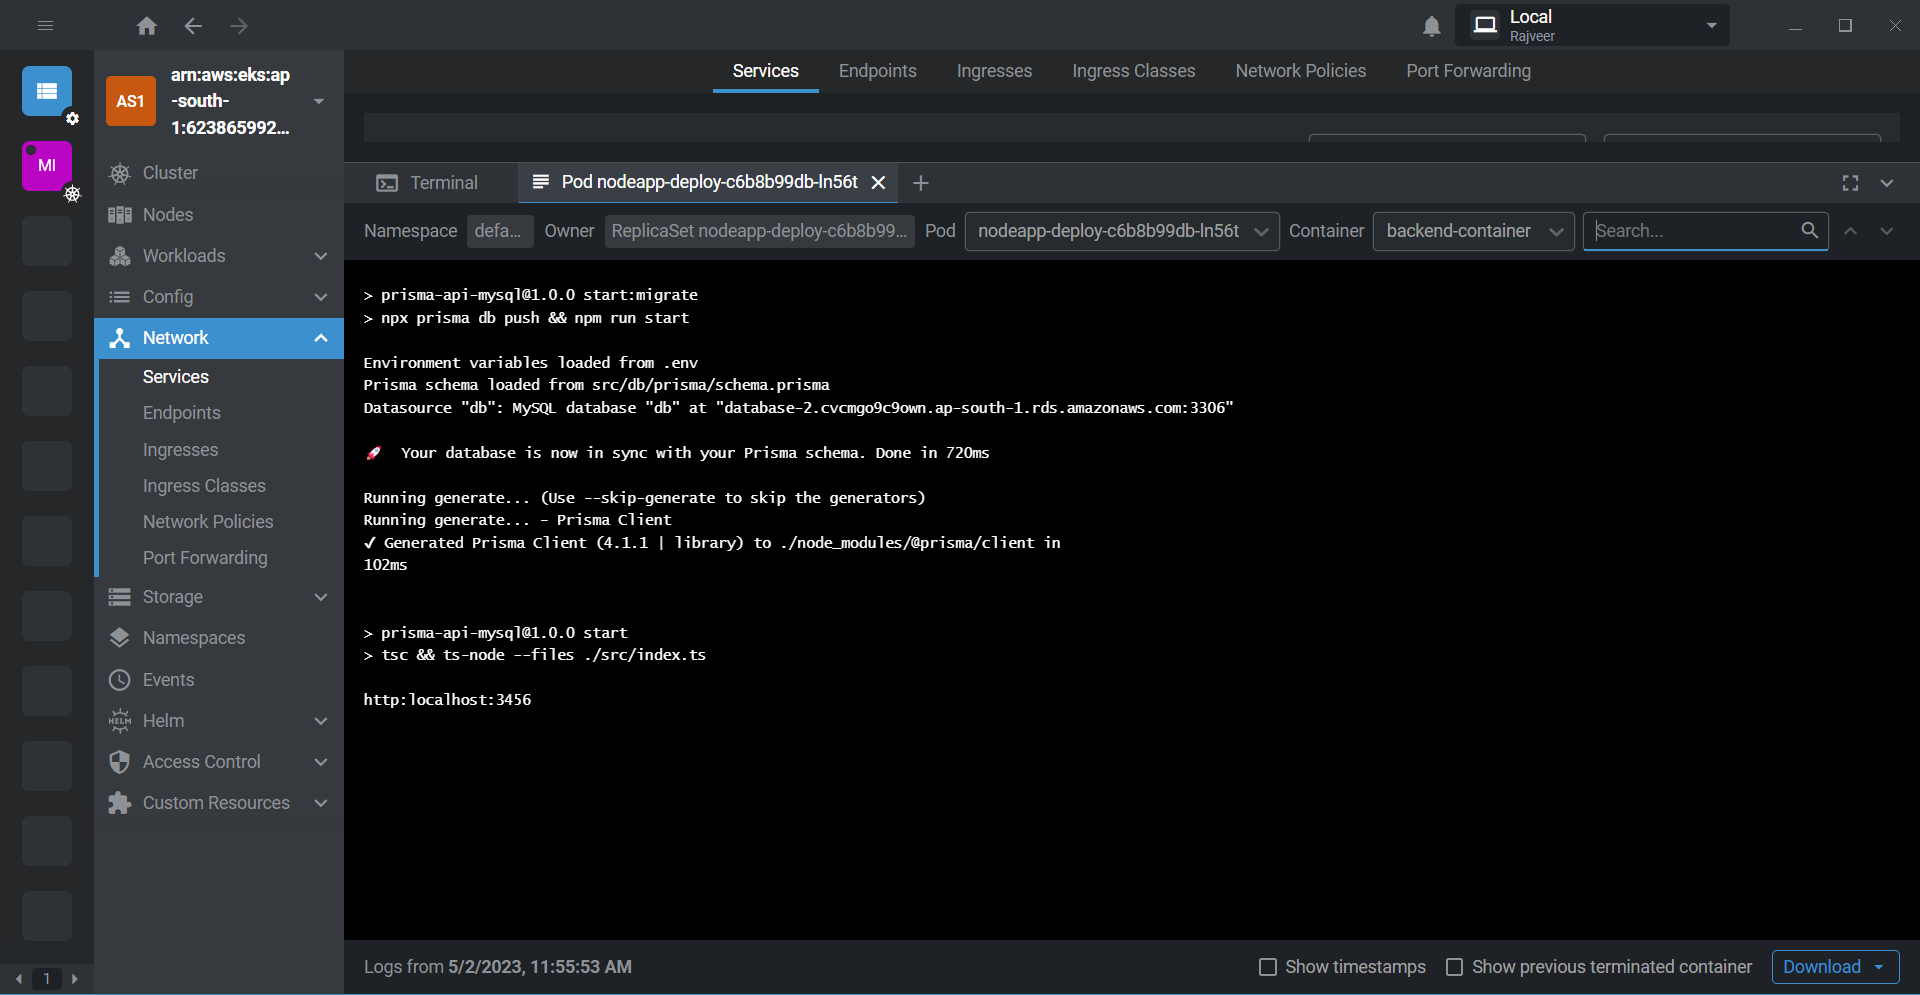 Local
Rajveer
AS1
arn:aws:eks:ap
-south-
1:623865992...
MI
Cluster
Nodes
Workloads
Config
Network
Services
Endpoints
Ingresses
Ingress Classes
Network Policies
Port Forwarding
Storage
Namespaces
Events
HELM Helm
Access Control
Custom Resources
1
Services Endpoints Ingresses Ingress Classes Network Policies Port Forwarding
Terminal Pod nodeapp-deploy-c6b8b99db-ln56t
Namespace defa... Owner ReplicaSet nodeapp-deploy-c6b8b99... Pod nodeapp-deploy-c6b8b99db-ln56t Container backend-container Search...
> prisma-api-mysql@1.0.0 start:migrate
> npx prisma db push && npm run start
Environment variables loaded from .env
Prisma schema loaded from src/db/prisma/schema.prisma
Datasource "db": MySQL database "db" at "database-2.cvcmgo9c9own.ap-south-1.rds.amazonaws.com:3306"
🚀 Your database is now in sync with your Prisma schema. Done in 720ms
Running generate... (Use --skip-generate to skip the generators)
Running generate... - Prisma Client
✔ Generated Prisma Client (4.1.1 | library) to ./node_modules/@prisma/client in
102ms
> prisma-api-mysql@1.0.0 start
> tsc && ts-node --files ./src/index.ts
http:localhost:3456
Logs from 5/2/2023, 11:55:53 AM
Show timestamps Show previous terminated container Download